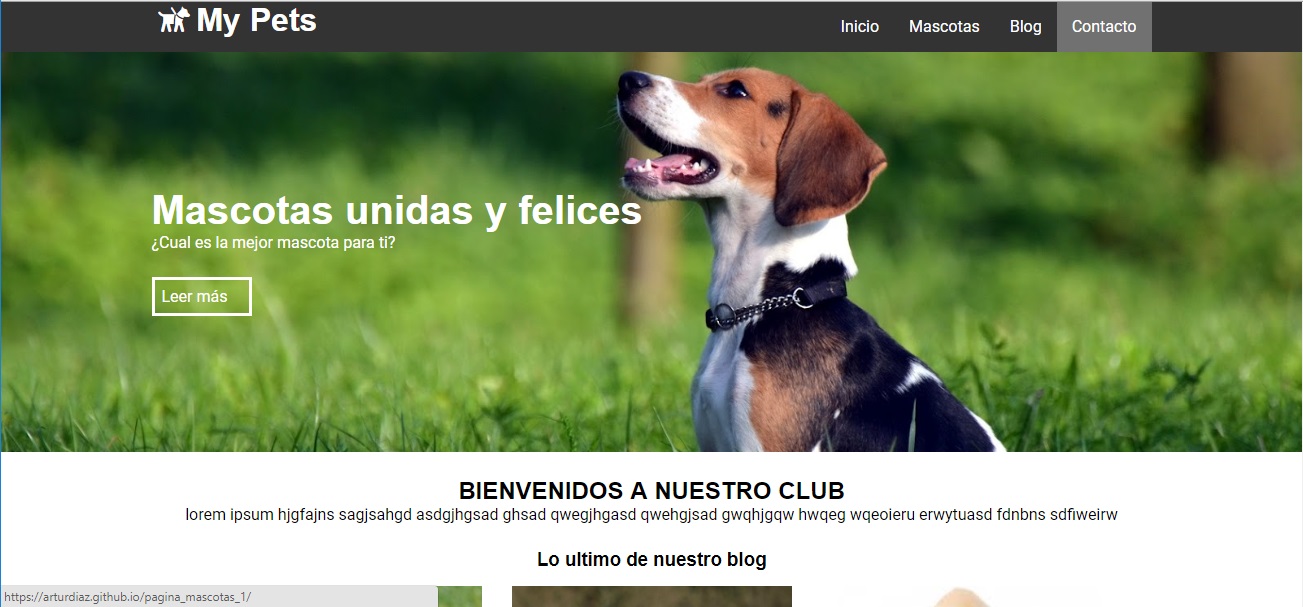 My Pets
Inicio Mascotas Blog Contacto
Mascotas unidas y felices
¿Cual es la mejor mascota para ti?
Leer más
BIENVENIDOS A NUESTRO CLUB
lorem ipsum hjgfajns sagjsahgd asdgjhgsad ghsad qwegjhgasd qwehgjsad gwqhjgqw hwqeg wqeoieru erwytuasd fdnbns sdfiweirw
Lo ultimo de nuestro blog
https://arturdiaz.github.io/pagina_mascotas_1/